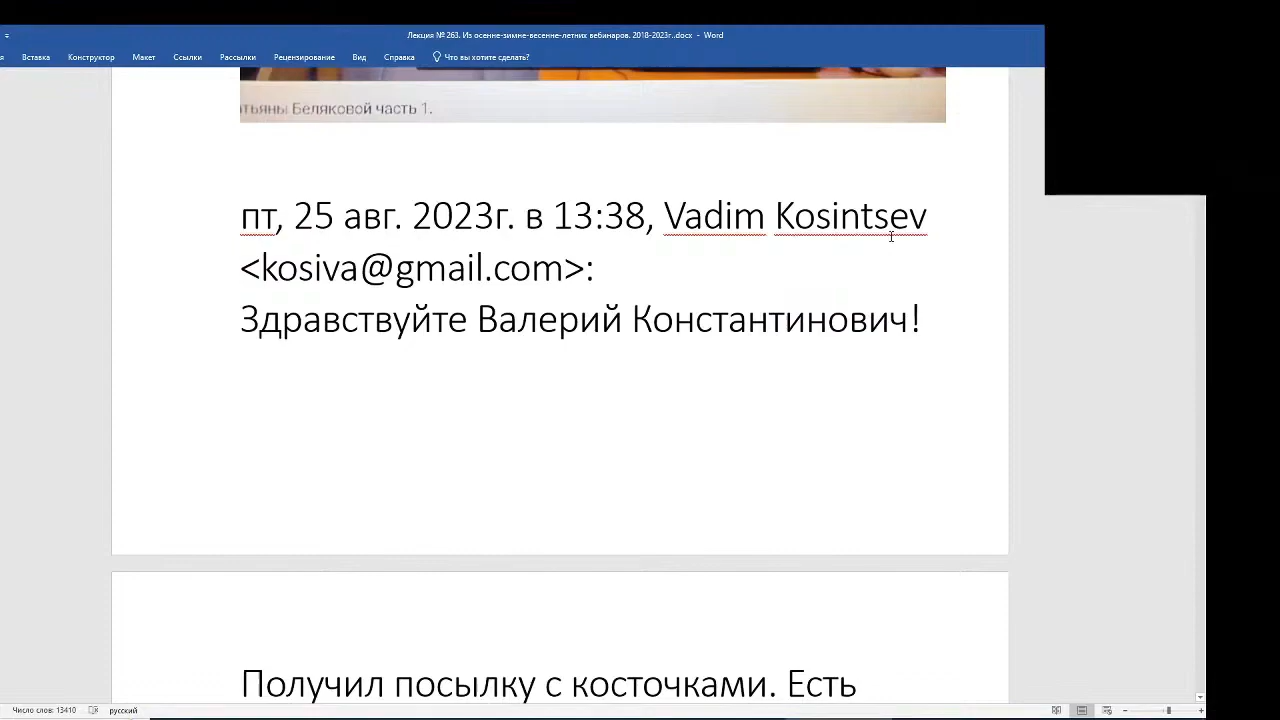 Лекция № 263. Из осенне-зимне-весенне-летних вебинаров. 2018-2023г..docx - Word
я Вставка Конструктор Макет Ссылки Рассылки Рецензирование Вид Справка Что вы хотите сделать?
тьяны Беляковой часть 1.
пт, 25 авг. 2023г. в 13:38, Vadim Kosintsev
<kosiva@gmail.com>:
Здравствуйте Валерий Константинович!
Получил посылку с косточками. Есть
Число слов: 13410 русский